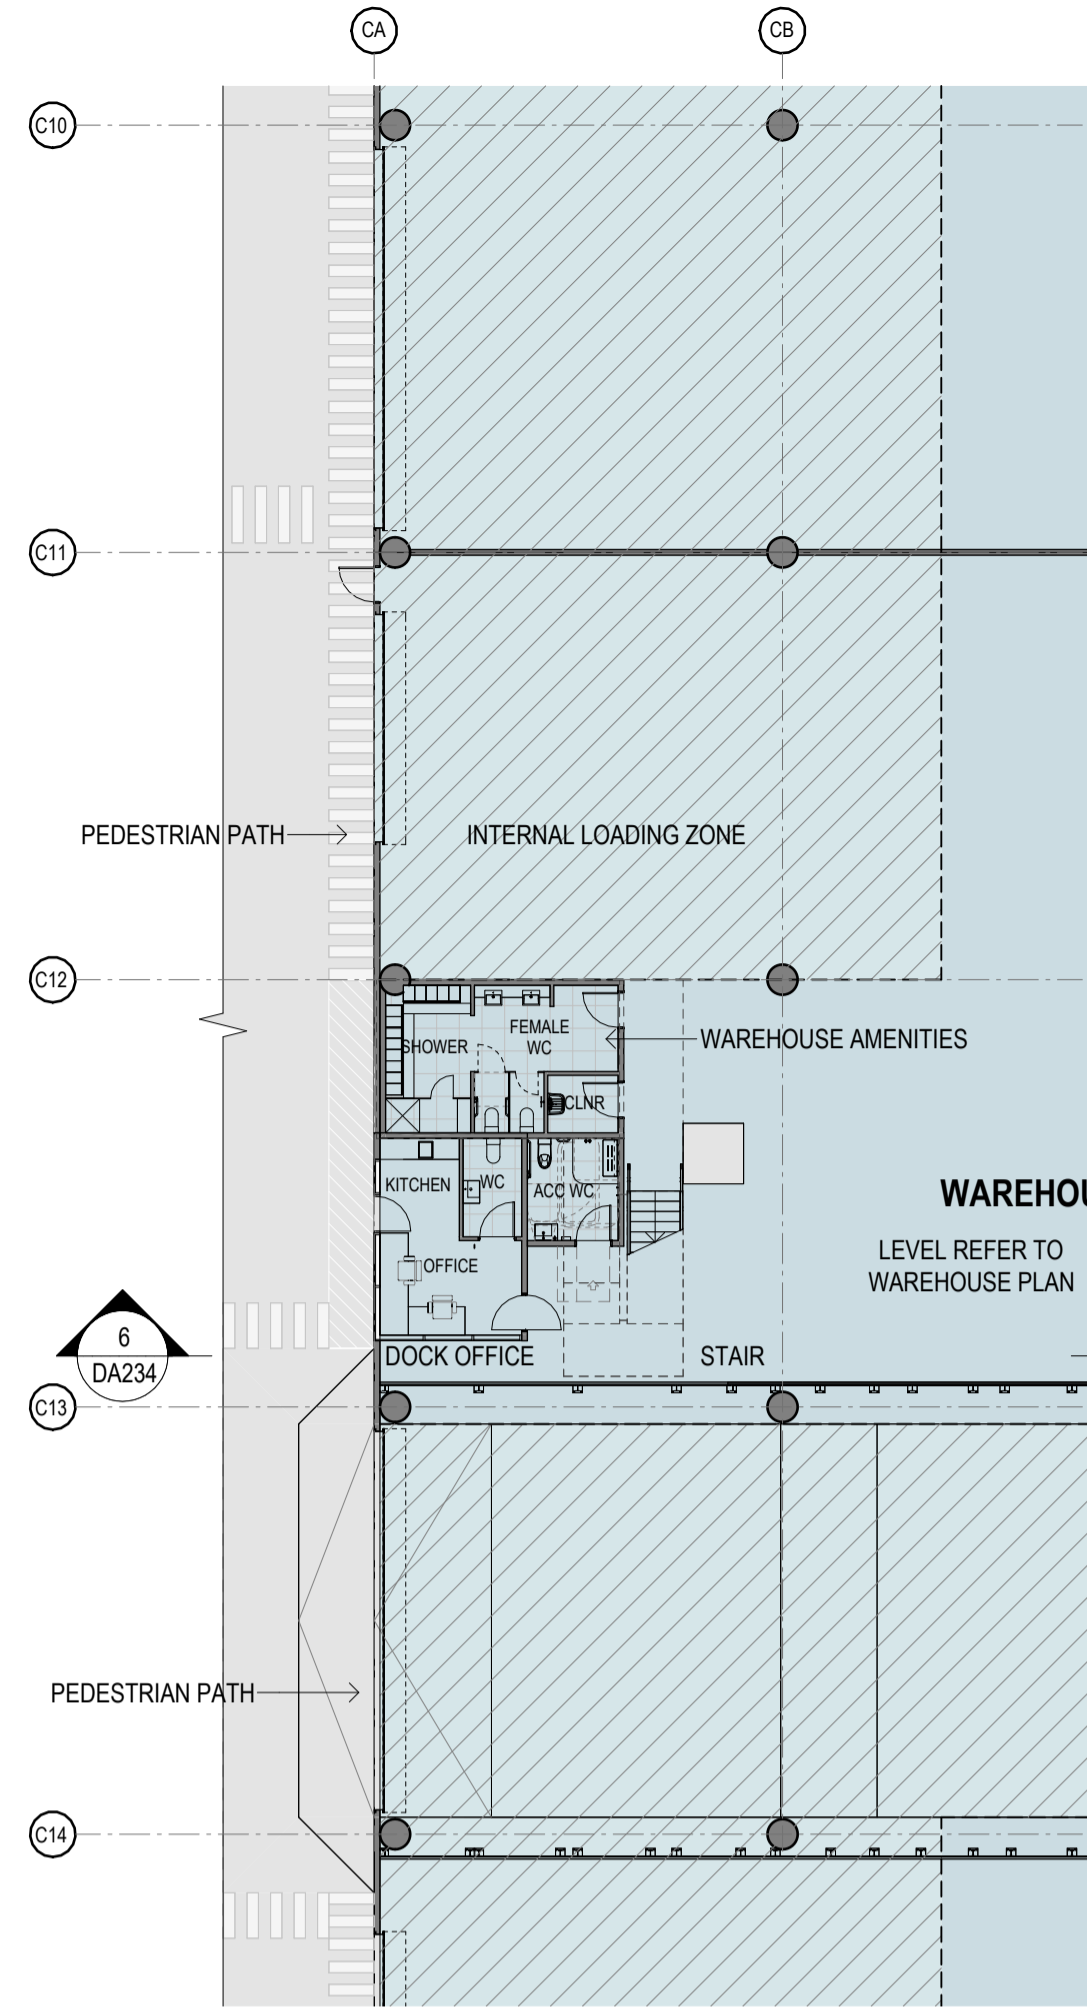 CA
CB
C10
C11
PEDESTRIAN PATH
INTERNAL LOADING ZONE
C12
FEMALE
WC
SHOWER
WAREHOUSE AMENITIES
CLNR
KITCHEN
WC
ACC WC
WAREHOU
OFFICE
LEVEL REFER TO
WAREHOUSE PLAN
6
DA234
DOCK OFFICE
STAIR
C13
PEDESTRIAN PATH
C14